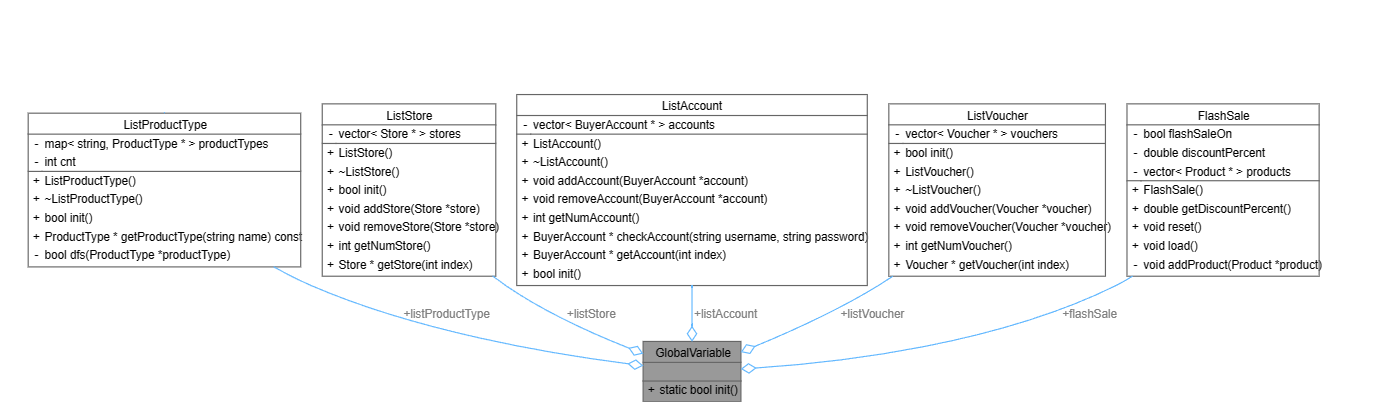 ListProductType
- map< string, ProductType * > productTypes
- int cnt
+ ListProductType()
+ ~ListProductType()
+ bool init()
+ ProductType * getProductType(string name) const
- bool dfs(ProductType *productType)
ListStore
- vector< Store * > stores
+ ListStore()
+ ~ListStore()
+ bool init()
+ void addStore(Store *store)
+ void removeStore(Store *store)
+ int getNumStore()
+ Store * getStore(int index)
ListAccount
- vector< BuyerAccount * > accounts
+ ListAccount()
+ ~ListAccount()
+ void addAccount(BuyerAccount *account)
+ void removeAccount(BuyerAccount *account)
+ int getNumAccount()
+ BuyerAccount * checkAccount(string username, string password)
+ BuyerAccount * getAccount(int index)
+ bool init()
ListVoucher
- vector< Voucher * > vouchers
+ bool init()
+ ListVoucher()
+ ~ListVoucher()
+ void addVoucher(Voucher *voucher)
+ void removeVoucher(Voucher *voucher)
+ int getNumVoucher()
+ Voucher * getVoucher(int index)
FlashSale
- bool flashSaleOn
- double discountPercent
- vector< Product * > products
+ FlashSale()
+ double getDiscountPercent()
+ void reset()
+ void load()
- void addProduct(Product *product)
+listProductType
+listStore
+listAccount
+listVoucher
+flashSale
GlobalVariable
+ static bool init()